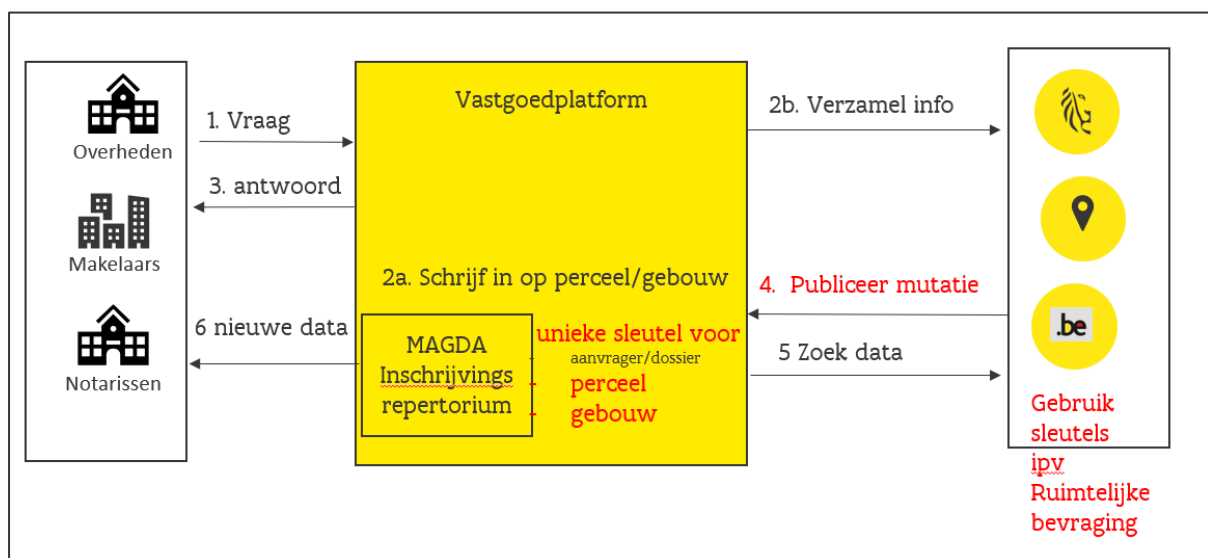 Overheden
Makelaars
Notarissen
1. Vraag
3. antwoord
6 nieuwe data
Vastgoedplatform
2a. Schrijf in op perceel/gebouw
MAGDA
Inschrijvings
repertorium
unieke sleutel voor
- aanvrager/dossier
- perceel
- gebouw
2b. Verzamel info
4. Publiceer mutatie
5 Zoek data
.be
Gebruik
sleutels
ipv
Ruimtelijke
bevraging